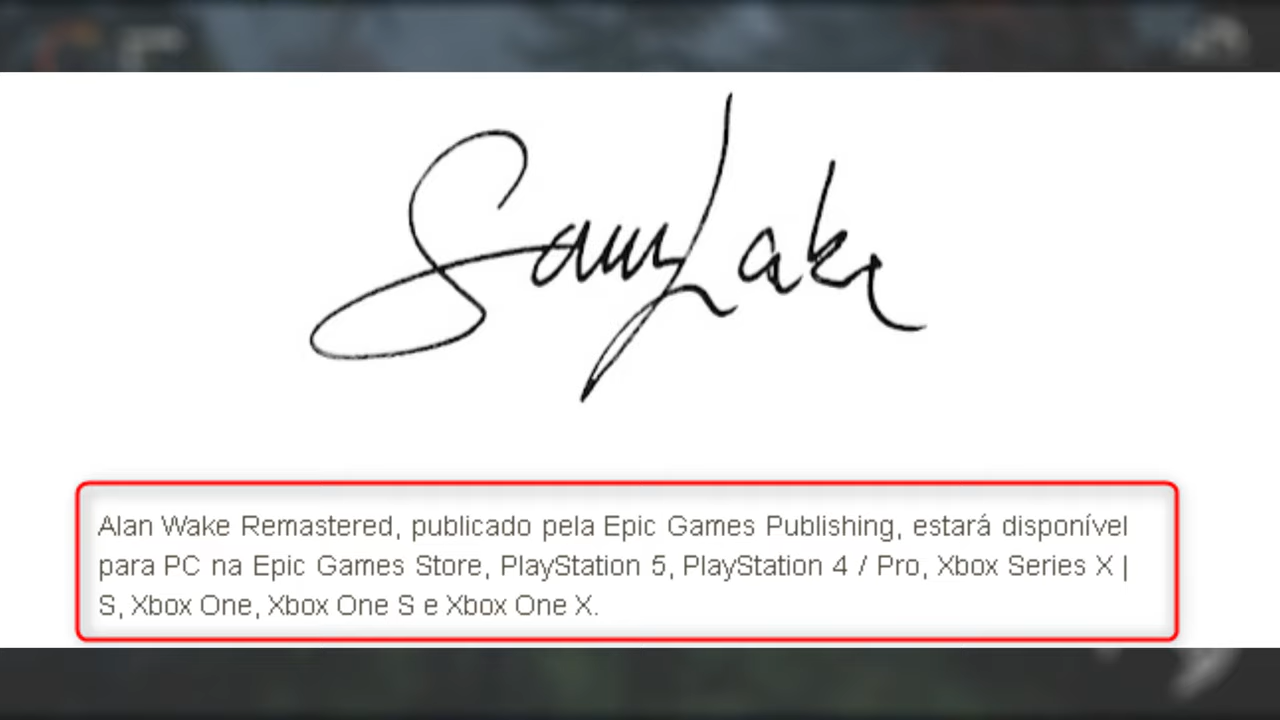 Sam Lake
Alan Wake Remastered, publicado pela Epic Games Publishing, estará disponível
para PC na Epic Games Store, PlayStation 5, PlayStation 4 / Pro, Xbox Series X |
S, Xbox One, Xbox One S e Xbox One X.